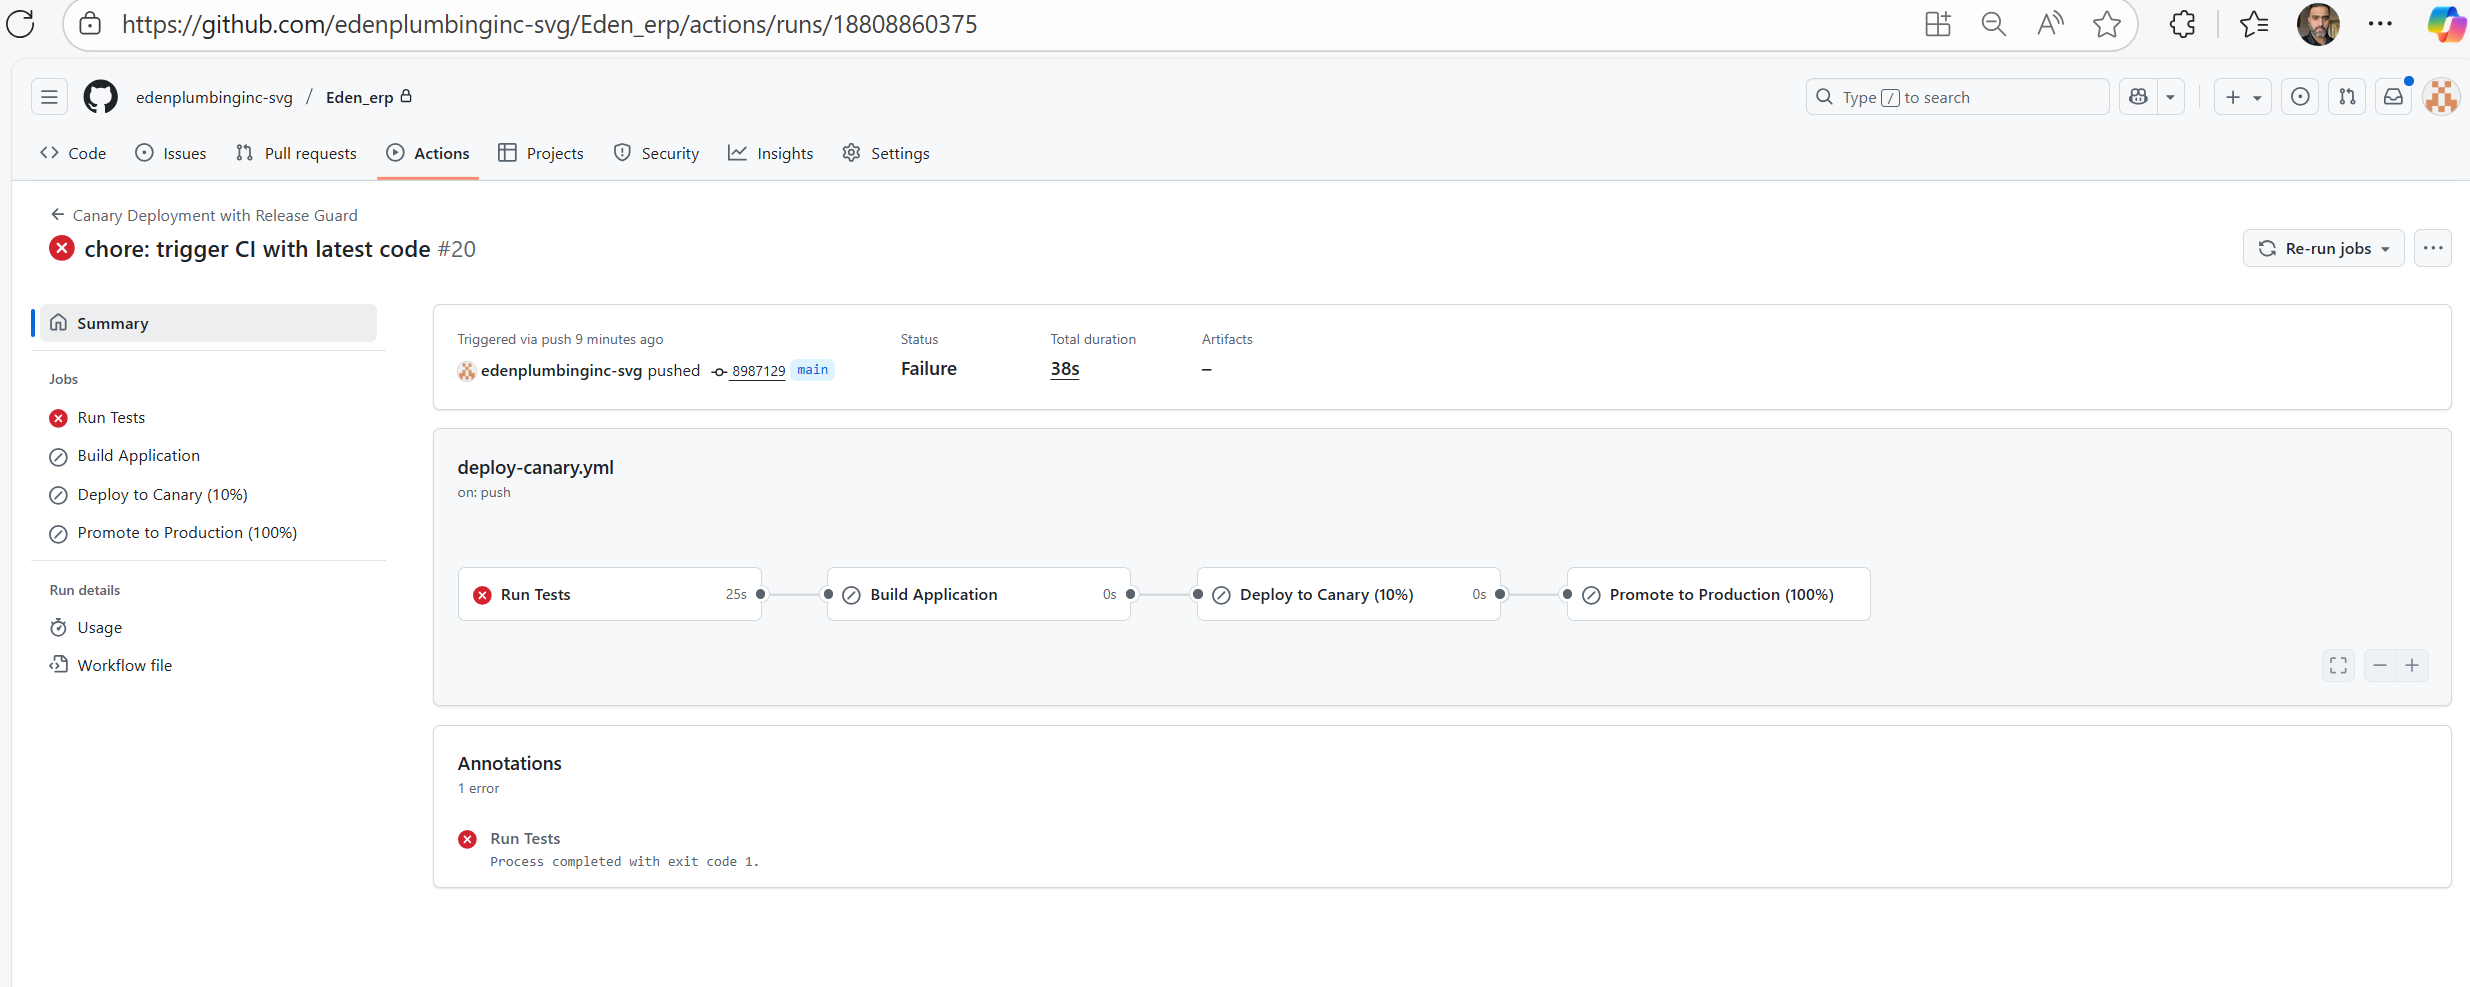 https://github.com/edenplumbinginc-svg/Eden_erp/actions/runs/18808860375
edenplumbinginc-svg / Eden_erp
Type / to search
Code Issues Pull requests Actions Projects Security Insights Settings
Canary Deployment with Release Guard
chore: trigger CI with latest code #20
Re-run jobs
Summary
Jobs
Run Tests
Build Application
Deploy to Canary (10%)
Promote to Production (100%)
Run details
Usage
Workflow file
Triggered via push 9 minutes ago
edenplumbinginc-svg pushed 8987129 main
Status
Failure
Total duration
38s
Artifacts
–
deploy-canary.yml
on: push
Run Tests 25s
Build Application 0s
Deploy to Canary (10%) 0s
Promote to Production (100%)
Annotations
1 error
Run Tests
Process completed with exit code 1.